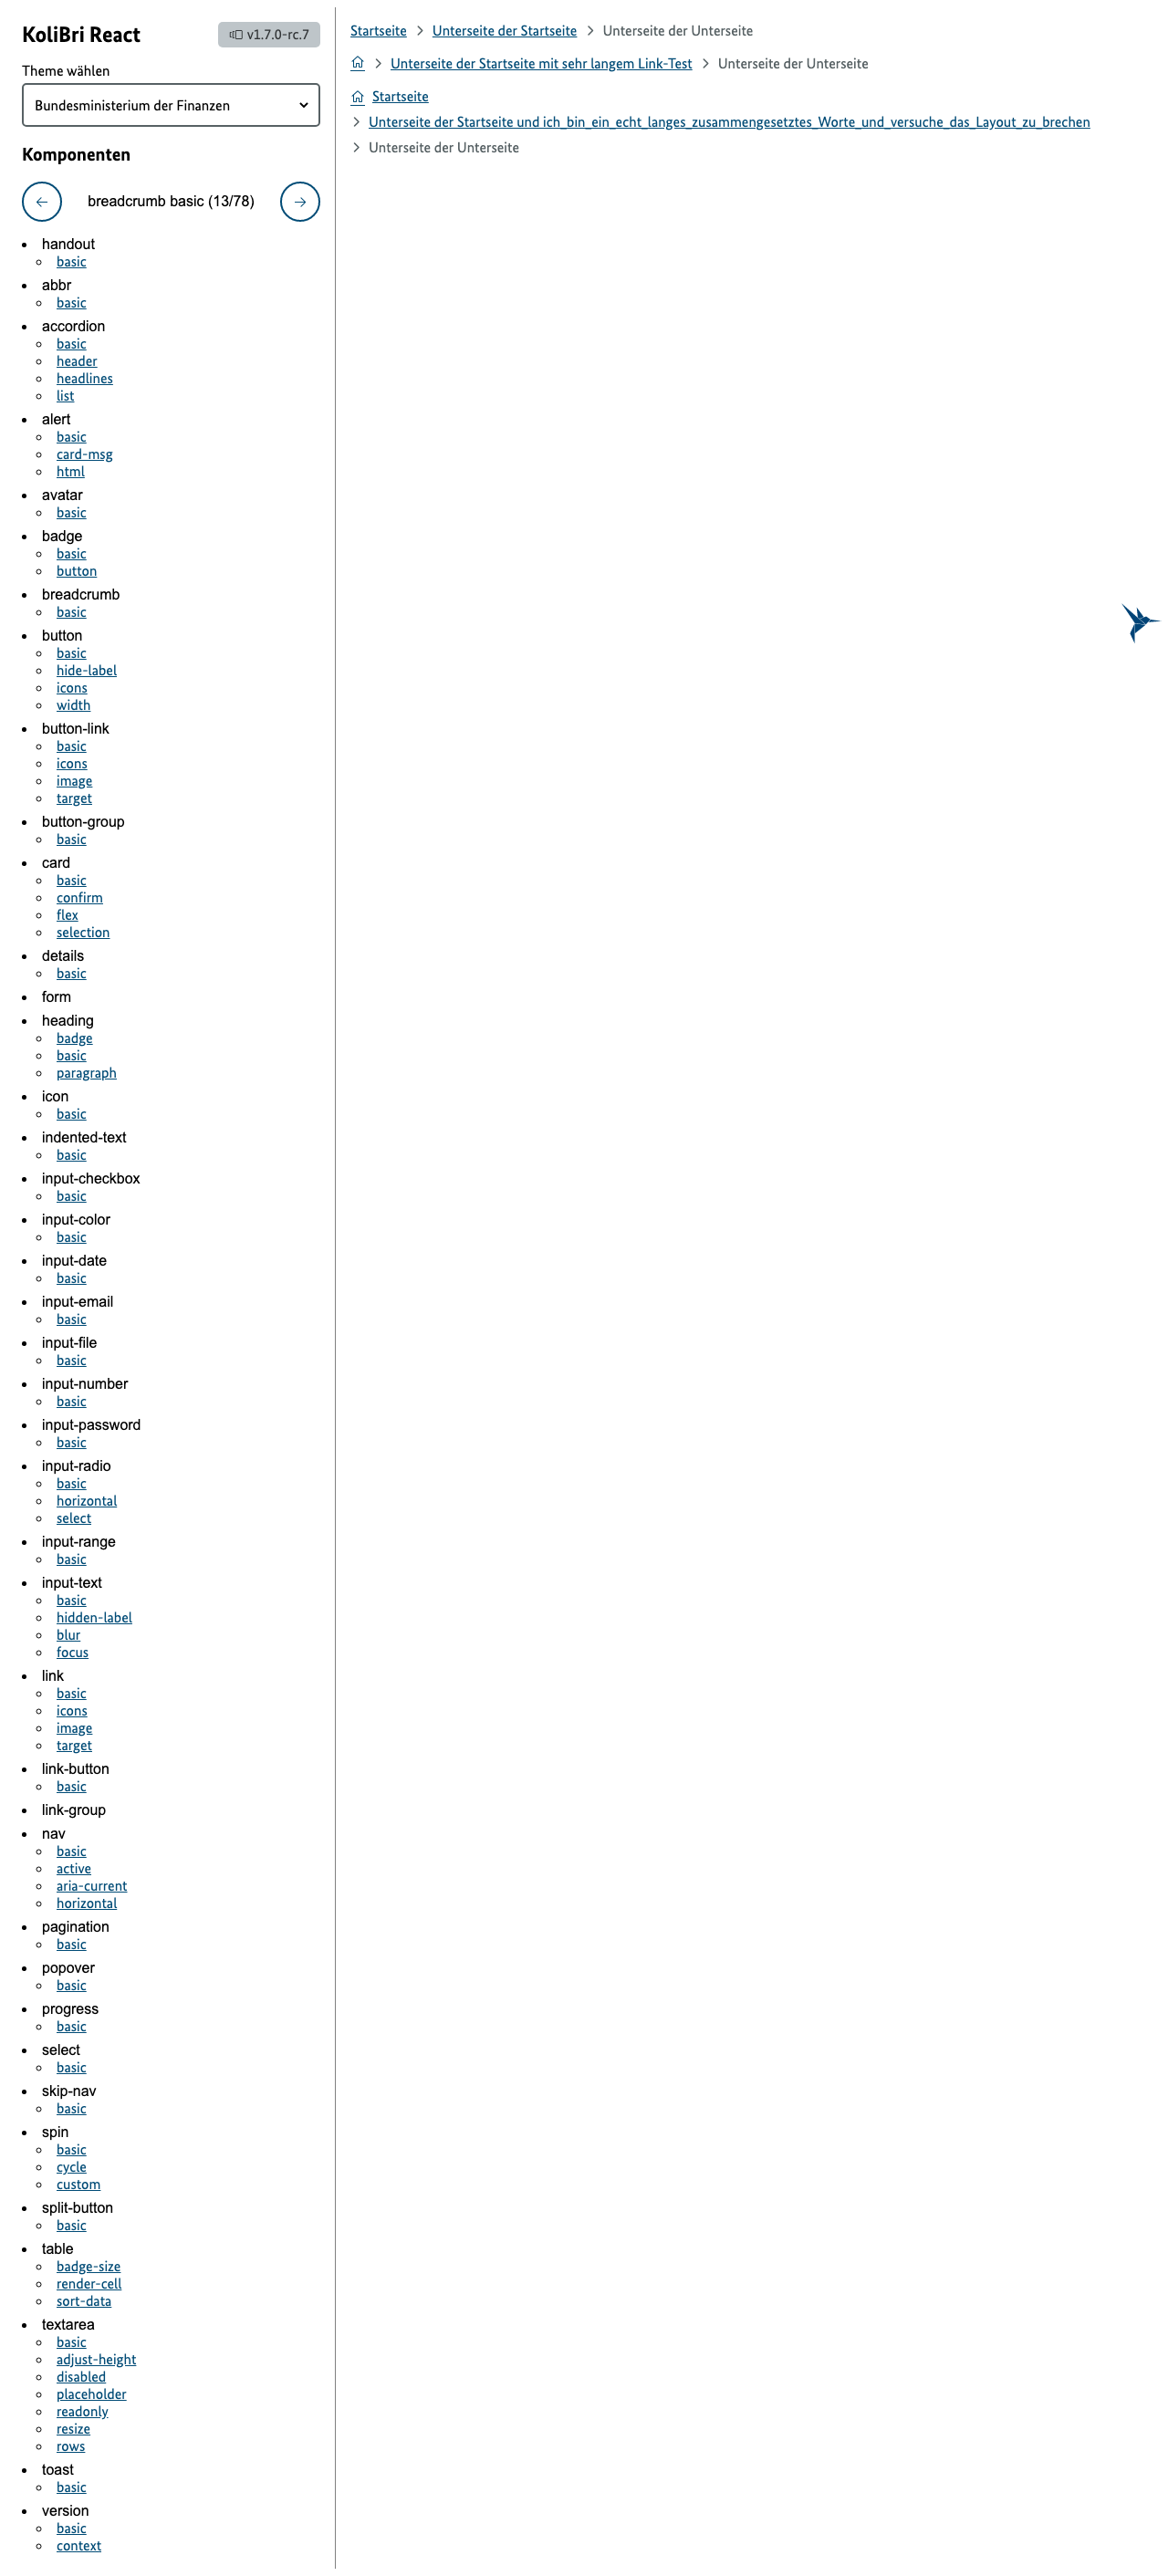 KoliBri React
v1.7.0-rc.7
Theme wählen
Bundesministerium der Finanzen
Komponenten
breadcrumb basic (13/78)
handout
basic
abbr
basic
accordion
basic
header
headlines
list
alert
basic
card-msg
html
avatar
basic
badge
basic
button
breadcrumb
basic
button
basic
hide-label
icons
width
button-link
basic
icons
image
target
button-group
basic
card
basic
confirm
flex
selection
details
basic
form
heading
badge
basic
paragraph
icon
basic
indented-text
basic
input-checkbox
basic
input-color
basic
input-date
basic
input-email
basic
input-file
basic
input-number
basic
input-password
basic
input-radio
basic
horizontal
select
input-range
basic
input-text
basic
hidden-label
blur
focus
link
basic
icons
image
target
link-button
basic
link-group
nav
basic
active
aria-current
horizontal
pagination
basic
popover
basic
progress
basic
select
basic
skip-nav
basic
spin
basic
cycle
custom
split-button
basic
table
badge-size
render-cell
sort-data
textarea
basic
adjust-height
disabled
placeholder
readonly
resize
rows
toast
basic
version
basic
context
Startseite Unterseite der Startseite Unterseite der Unterseite
Unterseite der Startseite mit sehr langem Link-Test Unterseite der Unterseite
Startseite
Unterseite der Startseite und ich_bin_ein_echt_langes_zusammengesetztes_Worte_und_versuche_das_Layout_zu_brechen
Unterseite der Unterseite